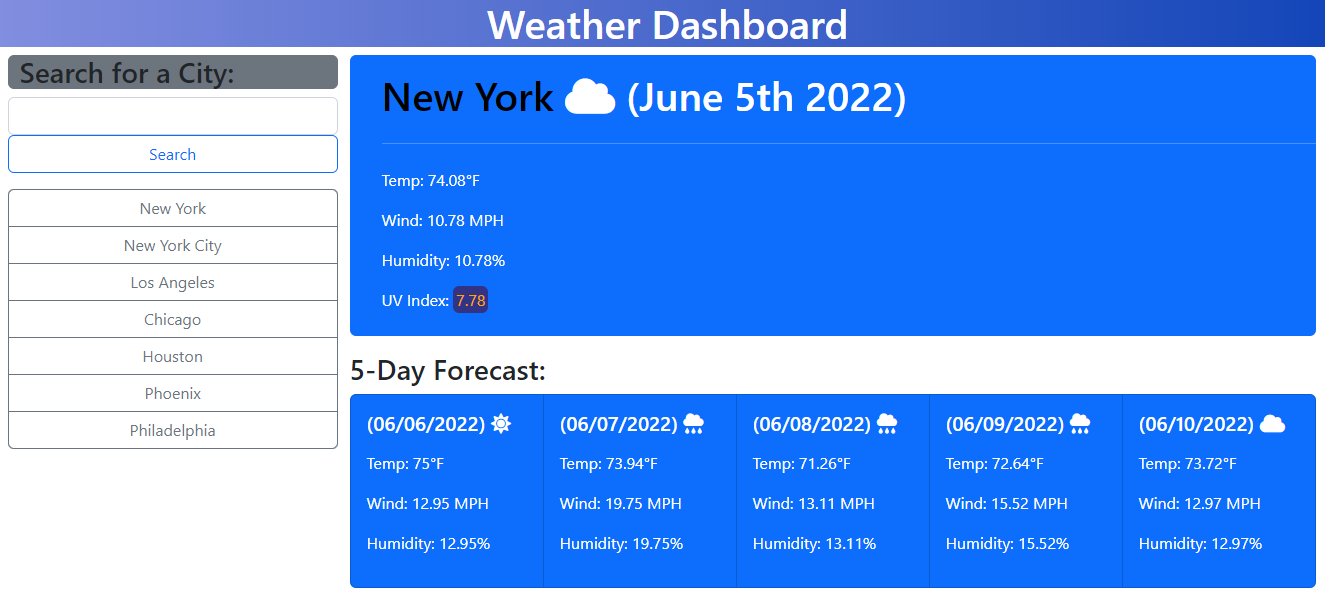 Weather Dashboard
Search for a City:
Search
New York
New York City
Los Angeles
Chicago
Houston
Phoenix
Philadelphia
New York (June 5th 2022)
Temp: 74.08°F
Wind: 10.78 MPH
Humidity: 10.78%
UV Index: 7.78
5-Day Forecast:
(06/06/2022)
Temp: 75°F
Wind: 12.95 MPH
Humidity: 12.95%
(06/07/2022)
Temp: 73.94°F
Wind: 19.75 MPH
Humidity: 19.75%
(06/08/2022)
Temp: 71.26°F
Wind: 13.11 MPH
Humidity: 13.11%
(06/09/2022)
Temp: 72.64°F
Wind: 15.52 MPH
Humidity: 15.52%
(06/10/2022)
Temp: 73.72°F
Wind: 12.97 MPH
Humidity: 12.97%